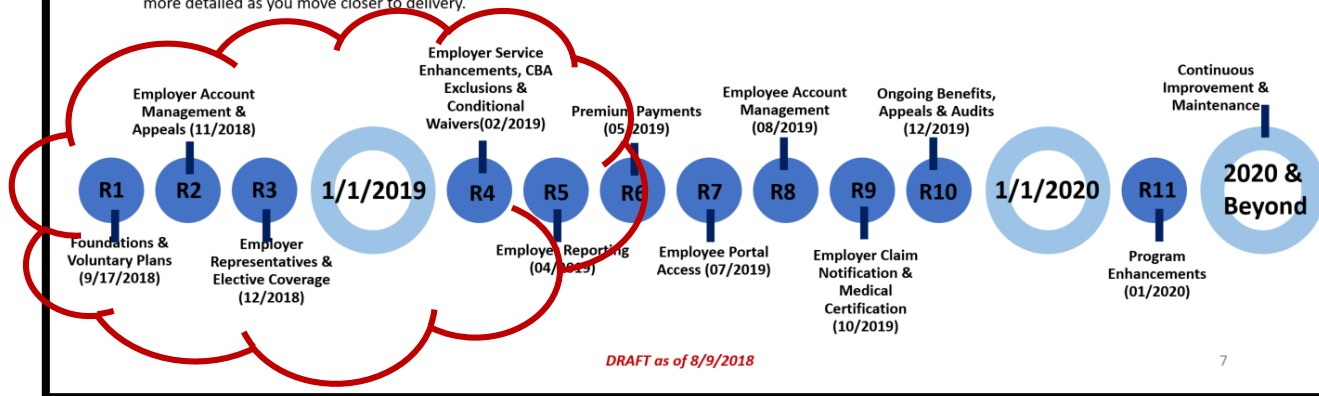 more detailed as you move closer to delivery.
Employer Service
Enhancements, CBA
Exclusions &
Conditional
Waivers(02/2019)
Employer Account
Management &
Appeals (11/2018)
Premium Payments
(05/2019)
Employee Account
Management
(08/2019)
Ongoing Benefits,
Appeals & Audits
(12/2019)
Continuous
Improvement &
Maintenance
R1
R2
R3
1/1/2019
R4
R5
R6
R7
R8
R9
R10
1/1/2020
R11
2020 &
Beyond
Foundations &
Voluntary Plans
(9/17/2018)
Employer
Representatives &
Elective Coverage
(12/2018)
Employer Reporting
(04/2019)
Employee Portal
Access (07/2019)
Employer Claim
Notification &
Medical
Certification
(10/2019)
Program
Enhancements
(01/2020)
DRAFT as of 8/9/2018
7